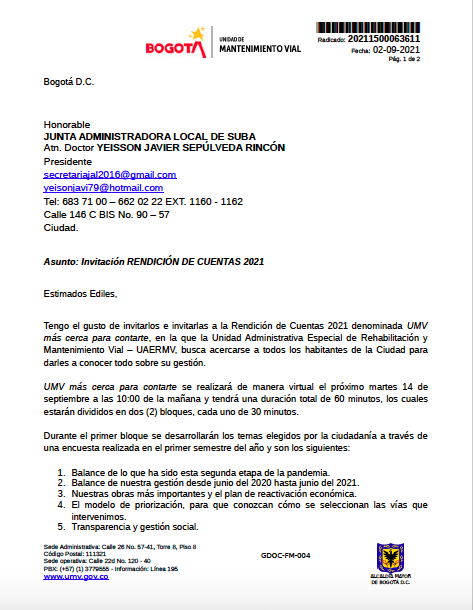 BOGOTÁ
UNIDAD DE
MANTENIMIENTO VIAL
Radicado: 20211500063611
Fecha: 02-09-2021
Pág. 1 de 2
Bogotá D.C.
Honorable
JUNTA ADMINISTRADORA LOCAL DE SUBA
Atn. Doctor YEISSON JAVIER SEPÚLVEDA RINCÓN
Presidente
secretariajal2016@gmail.com
yeisonjavi79@hotmail.com
Tel: 683 71 00 – 662 02 22 EXT. 1160 - 1162
Calle 146 C BIS No. 90 – 57
Ciudad.
Asunto: Invitación RENDICIÓN DE CUENTAS 2021
Estimados Ediles,
Tengo el gusto de invitarlos e invitarlas a la Rendición de Cuentas 2021 denominada UMV
más cerca para contarte, en la que la Unidad Administrativa Especial de Rehabilitación y
Mantenimiento Vial – UAERMV, busca acercarse a todos los habitantes de la Ciudad para
darles a conocer todo sobre su gestión.
UMV más cerca para contarte se realizará de manera virtual el próximo martes 14 de
septiembre a las 10:00 de la mañana y tendrá una duración total de 60 minutos, los cuales
estarán divididos en dos (2) bloques, cada uno de 30 minutos.
Durante el primer bloque se desarrollarán los temas elegidos por la ciudadanía a través de
una encuesta realizada en el primer semestre del año y son los siguientes:
1. Balance de lo que ha sido esta segunda etapa de la pandemia.
2. Balance de nuestra gestión desde junio del 2020 hasta junio del 2021.
3. Nuestras obras más importantes y el plan de reactivación económica.
4. El modelo de priorización, para que conozcan cómo se seleccionan las vías que
intervenimos.
5. Transparencia y gestión social.
Sede Administrativa: Calle 26 No. 57-41, Torre 8, Piso 8
Código Postal: 111321
Sede operativa: Calle 22d No. 120 - 40
PBX: (+57) (1) 3779555 - Información: Línea 195
www.umv.gov.co
GDOC-FM-004
ALCALDÍA MAYOR
DE BOGOTÁ D.C.